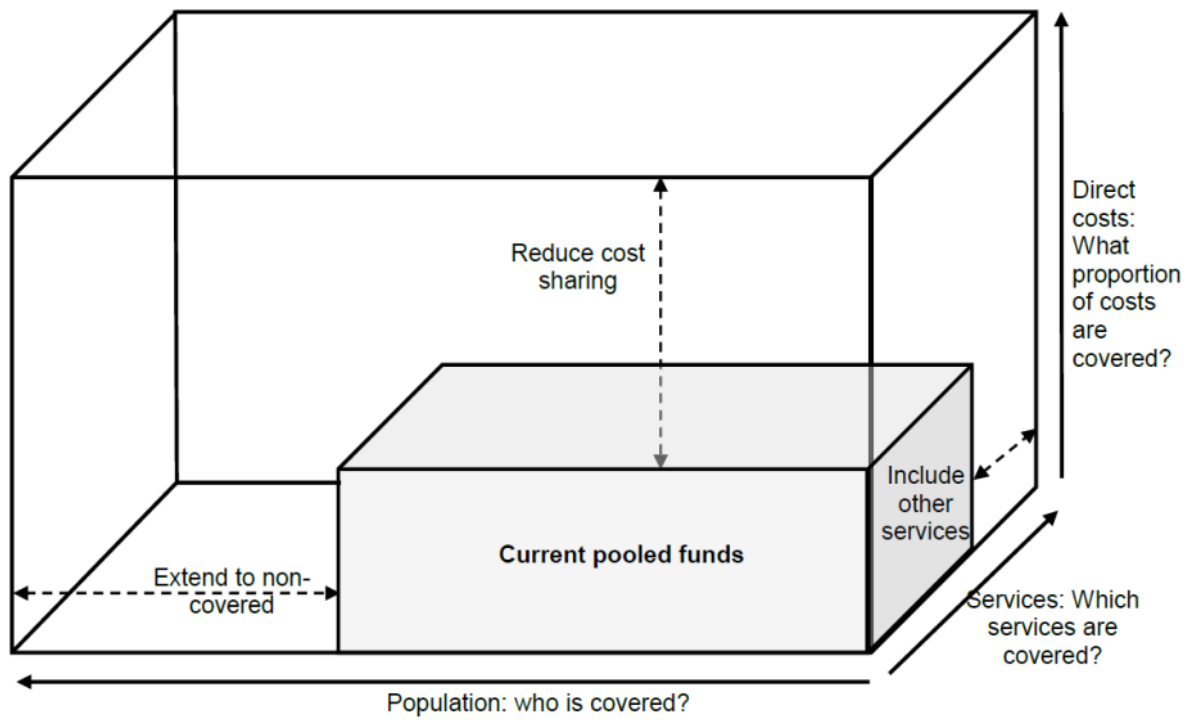 Reduce cost
sharing
Direct
costs:
What
proportion
of costs
are
covered?
Include
other
services
Current pooled funds
Extend to non-
covered
Services: Which
services are
covered?
Population: who is covered?